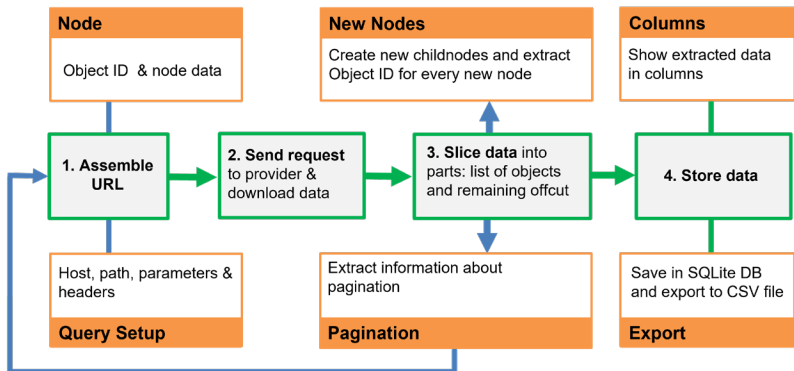 Node
Object ID & node data
New Nodes
Create new childnodes and extract
Object ID for every new node
Columns
Show extracted data
in columns
1. Assemble
URL
2. Send request
to provider &
download data
3. Slice data into
parts: list of objects
and remaining offcut
4. Store data
Host, path, parameters &
headers
Query Setup
Extract information about
pagination
Pagination
Save in SQLite DB
and export to CSV file
Export